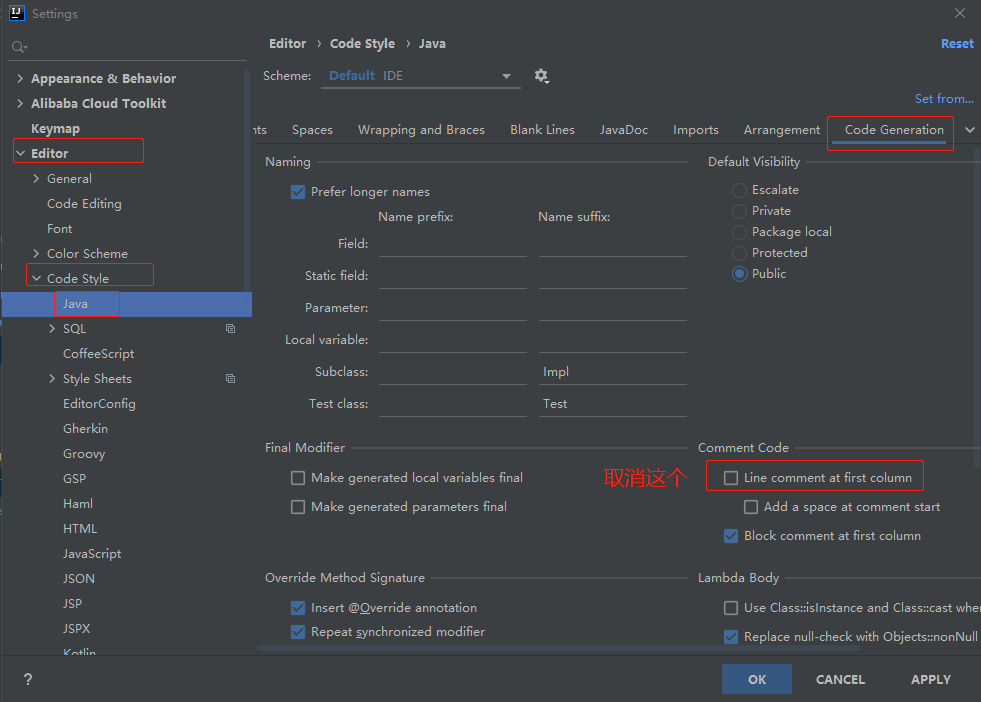 IJ
Settings
Editor › Code Style › Java
Reset
Scheme: Default IDE
Set from...
Appearance & Behavior
Alibaba Cloud Toolkit
Keymap
Editor
General
Code Editing
Font
Color Scheme
Code Style
Java
SQL
CoffeeScript
Style Sheets
EditorConfig
Gherkin
Groovy
GSP
Haml
HTML
JavaScript
JSON
JSP
JSPX
Kotlin
nts Spaces Wrapping and Braces Blank Lines JavaDoc Imports Arrangement Code Generation
Naming
Prefer longer names
Name prefix: Name suffix:
Field:
Static field:
Parameter:
Local variable:
Subclass: Impl
Test class: Test
Default Visibility
Escalate
Private
Package local
Protected
Public
Final Modifier
Make generated local variables final
Make generated parameters final
取消这个
Comment Code
Line comment at first column
Add a space at comment start
Block comment at first column
Override Method Signature
Insert @Override annotation
Repeat synchronized modifier
Lambda Body
Use Class::isInstance and Class::cast whe
Replace null-check with Objects::nonNull
?
OK CANCEL APPLY